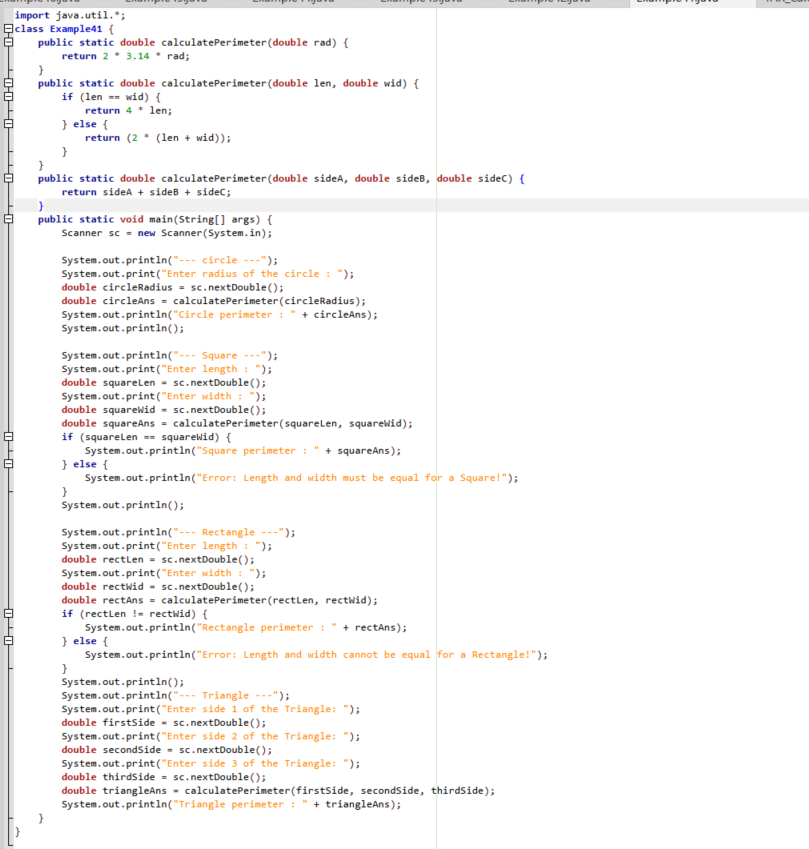 import java.util.*;
class Example41 {
    public static double calculatePerimeter(double rad) {
        return 2 * 3.14 * rad;
    }
    public static double calculatePerimeter(double len, double wid) {
        if (len == wid) {
            return 4 * len;
        } else {
            return (2 * (len + wid));
        }
    }
    public static double calculatePerimeter(double sideA, double sideB, double sideC) {
        return sideA + sideB + sideC;
    }
    public static void main(String[] args) {
        Scanner sc = new Scanner(System.in);

        System.out.println("--- circle ---");
        System.out.print("Enter radius of the circle : ");
        double circleRadius = sc.nextDouble();
        double circleAns = calculatePerimeter(circleRadius);
        System.out.println("Circle perimeter : " + circleAns);
        System.out.println();

        System.out.println("--- Square ---");
        System.out.print("Enter length : ");
        double squareLen = sc.nextDouble();
        System.out.print("Enter width : ");
        double squareWid = sc.nextDouble();
        double squareAns = calculatePerimeter(squareLen, squareWid);
        if (squareLen == squareWid) {
            System.out.println("Square perimeter : " + squareAns);
        } else {
            System.out.println("Error: Length and width must be equal for a Square!");
        }
        System.out.println();

        System.out.println("--- Rectangle ---");
        System.out.print("Enter length : ");
        double rectLen = sc.nextDouble();
        System.out.print("Enter width : ");
        double rectWid = sc.nextDouble();
        double rectAns = calculatePerimeter(rectLen, rectWid);
        if (rectLen != rectWid) {
            System.out.println("Rectangle perimeter : " + rectAns);
        } else {
            System.out.println("Error: Length and width cannot be equal for a Rectangle!");
        }
        System.out.println();
        System.out.println("--- Triangle ---");
        System.out.print("Enter side 1 of the Triangle: ");
        double firstSide = sc.nextDouble();
        System.out.print("Enter side 2 of the Triangle: ");
        double secondSide = sc.nextDouble();
        System.out.print("Enter side 3 of the Triangle: ");
        double thirdSide = sc.nextDouble();
        double triangleAns = calculatePerimeter(firstSide, secondSide, thirdSide);
        System.out.println("Triangle perimeter : " + triangleAns);
    }
}